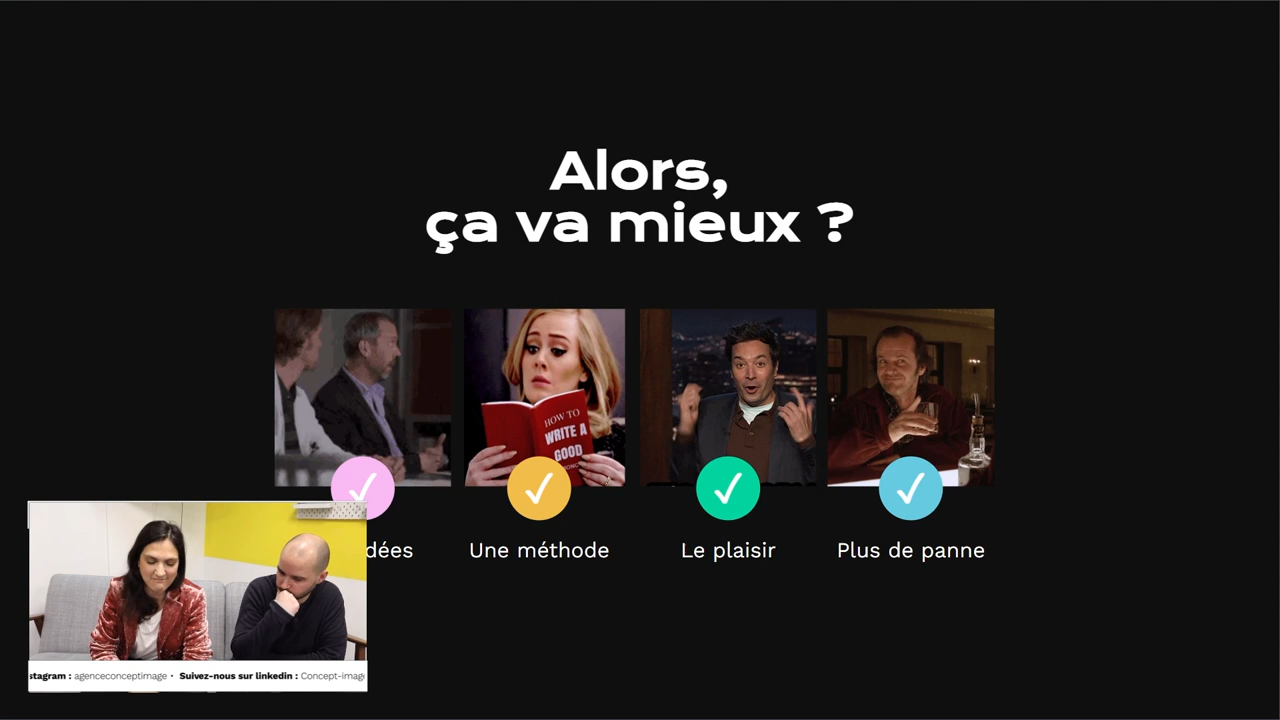 Alors,
ça va mieux ?
HOW TO
WRITE A
GOOD
dées
Une méthode
Le plaisir
Plus de panne
stagram : agenceconceptimage · Suivez-nous sur linkedin : Concept-imag